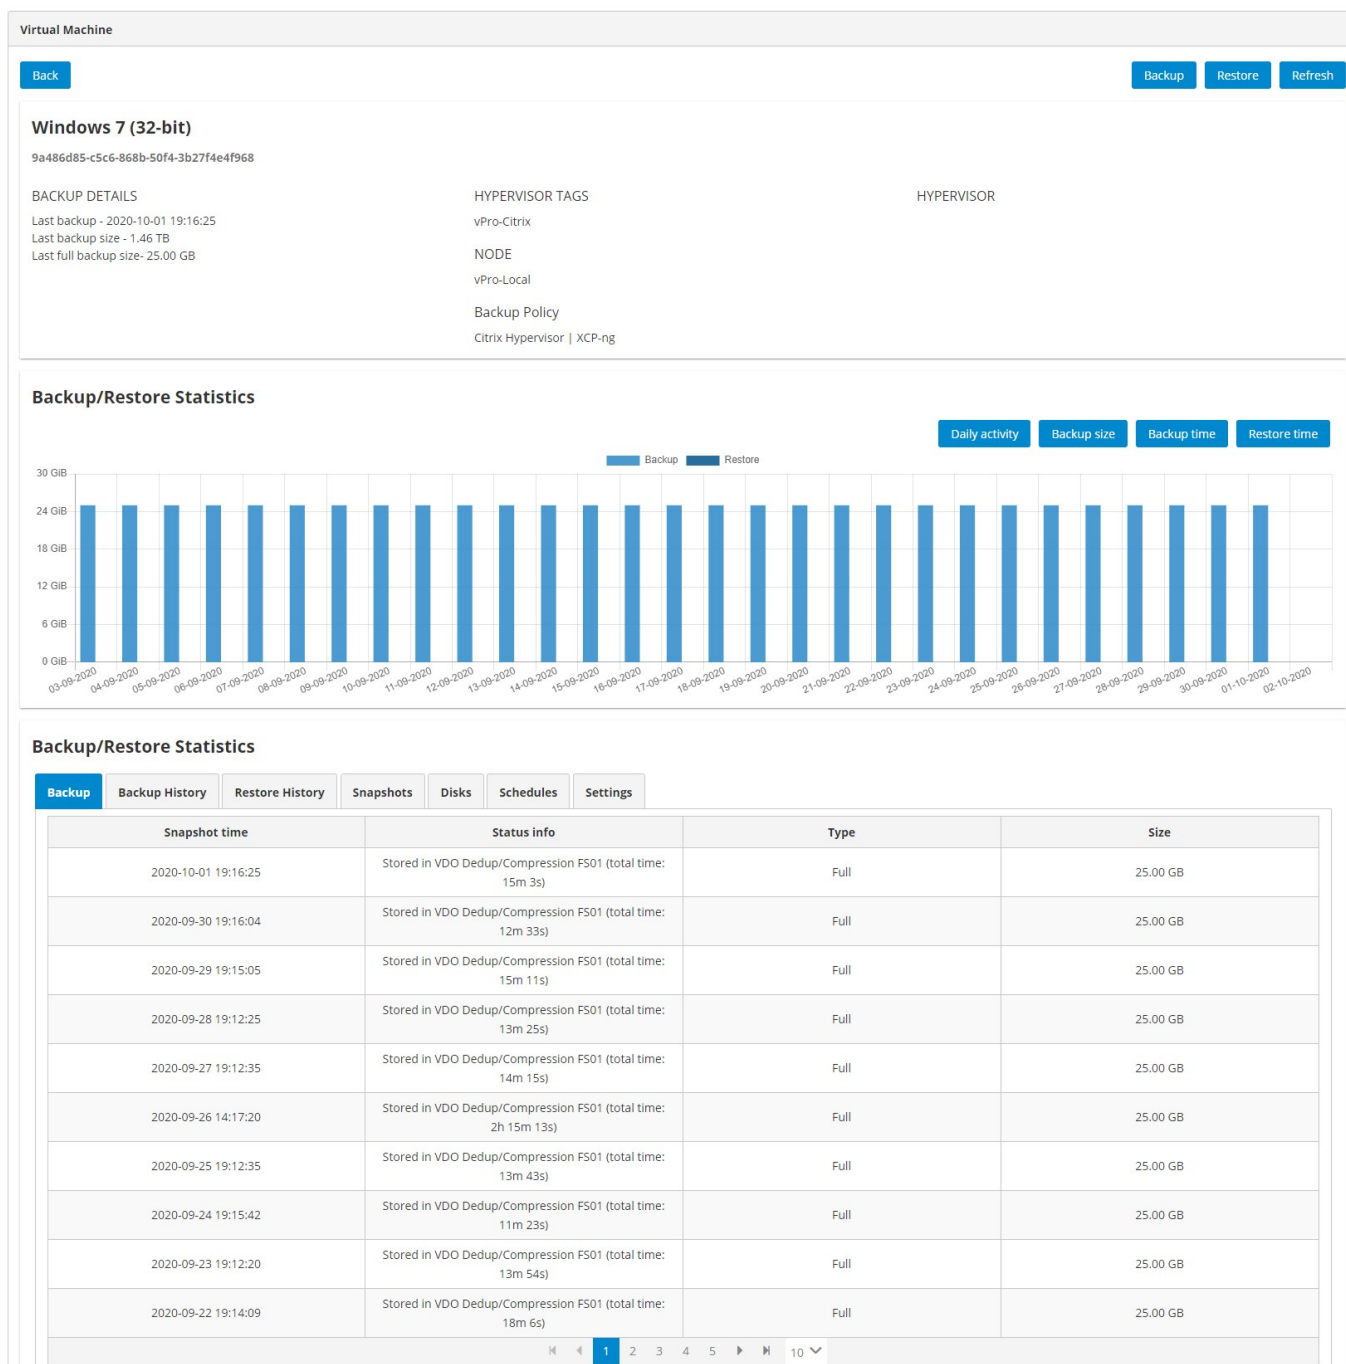 Virtual Machine
Back
Backup Restore Refresh
Windows 7 (32-bit)
9a486d85-c5c6-868b-50f4-3b27f4e4f968
BACKUP DETAILS
Last backup - 2020-10-01 19:16:25
Last backup size - 1.46 TB
Last full backup size- 25.00 GB
HYPERVISOR TAGS
vPro-Citrix
NODE
vPro-Local
Backup Policy
Citrix Hypervisor | XCP-ng
HYPERVISOR
Backup/Restore Statistics
Daily activity Backup size Backup time Restore time
Backup Restore
30 GiB
24 GiB
18 GiB
12 GiB
6 GiB
0 GiB
03-09-2020 04-09-2020 05-09-2020 06-09-2020 07-09-2020 08-09-2020 09-09-2020 10-09-2020 11-09-2020 12-09-2020 13-09-2020 14-09-2020 15-09-2020 16-09-2020 17-09-2020 18-09-2020 19-09-2020 20-09-2020 21-09-2020 22-09-2020 23-09-2020 24-09-2020 25-09-2020 26-09-2020 27-09-2020 28-09-2020 29-09-2020 30-09-2020 01-10-2020 02-10-2020
Backup/Restore Statistics
Backup Backup History Restore History Snapshots Disks Schedules Settings
Snapshot time Status info Type Size
2020-10-01 19:16:25 Stored in VDO Dedup/Compression FS01 (total time: 15m 3s) Full 25.00 GB
2020-09-30 19:16:04 Stored in VDO Dedup/Compression FS01 (total time: 12m 33s) Full 25.00 GB
2020-09-29 19:15:05 Stored in VDO Dedup/Compression FS01 (total time: 15m 11s) Full 25.00 GB
2020-09-28 19:12:25 Stored in VDO Dedup/Compression FS01 (total time: 13m 25s) Full 25.00 GB
2020-09-27 19:12:35 Stored in VDO Dedup/Compression FS01 (total time: 14m 15s) Full 25.00 GB
2020-09-26 14:17:20 Stored in VDO Dedup/Compression FS01 (total time: 2h 15m 13s) Full 25.00 GB
2020-09-25 19:12:35 Stored in VDO Dedup/Compression FS01 (total time: 13m 43s) Full 25.00 GB
2020-09-24 19:15:42 Stored in VDO Dedup/Compression FS01 (total time: 11m 23s) Full 25.00 GB
2020-09-23 19:12:20 Stored in VDO Dedup/Compression FS01 (total time: 13m 54s) Full 25.00 GB
2020-09-22 19:14:09 Stored in VDO Dedup/Compression FS01 (total time: 18m 6s) Full 25.00 GB
1 2 3 4 5 10